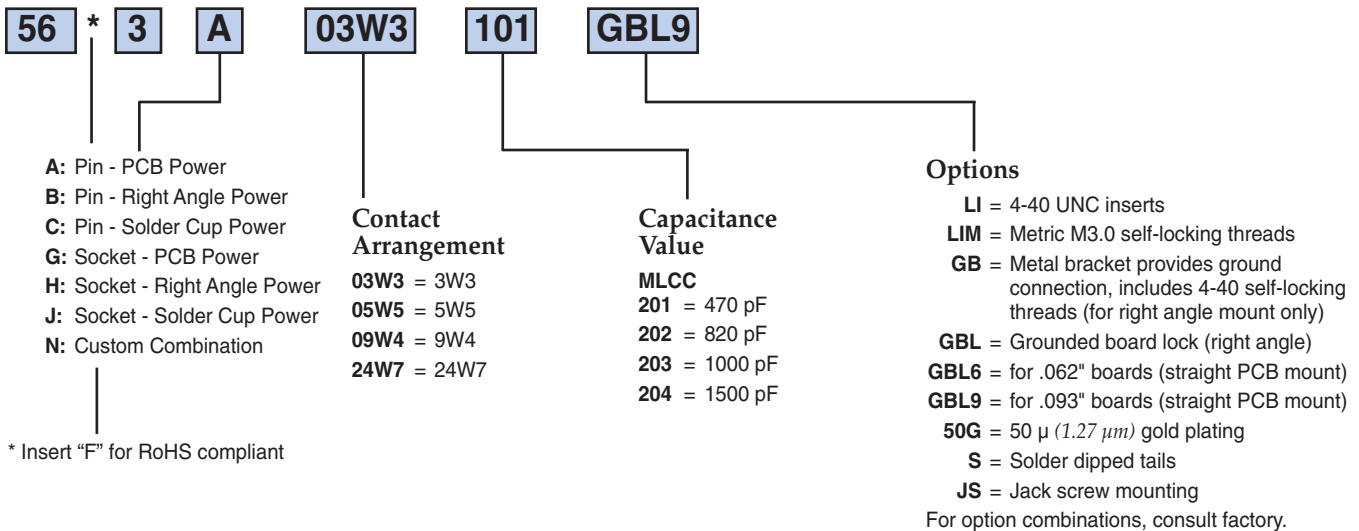 56 * 3 A 03W3 101 GBL9
A: Pin - PCB Power
B: Pin - Right Angle Power
C: Pin - Solder Cup Power
G: Socket - PCB Power
H: Socket - Right Angle Power
J: Socket - Solder Cup Power
N: Custom Combination
* Insert “F” for RoHS compliant
Contact
Arrangement
03W3 = 3W3
05W5 = 5W5
09W4 = 9W4
24W7 = 24W7
Capacitance
Value
MLCC
201 = 470 pF
202 = 820 pF
203 = 1000 pF
204 = 1500 pF
Options
LI = 4-40 UNC inserts
LIM = Metric M3.0 self-locking threads
GB = Metal bracket provides ground
connection, includes 4-40 self-locking
threads (for right angle mount only)
GBL = Grounded board lock (right angle)
GBL6 = for .062" boards (straight PCB mount)
GBL9 = for .093" boards (straight PCB mount)
50G = 50 µ (1.27 µm) gold plating
S = Solder dipped tails
JS = Jack screw mounting
For option combinations, consult factory.